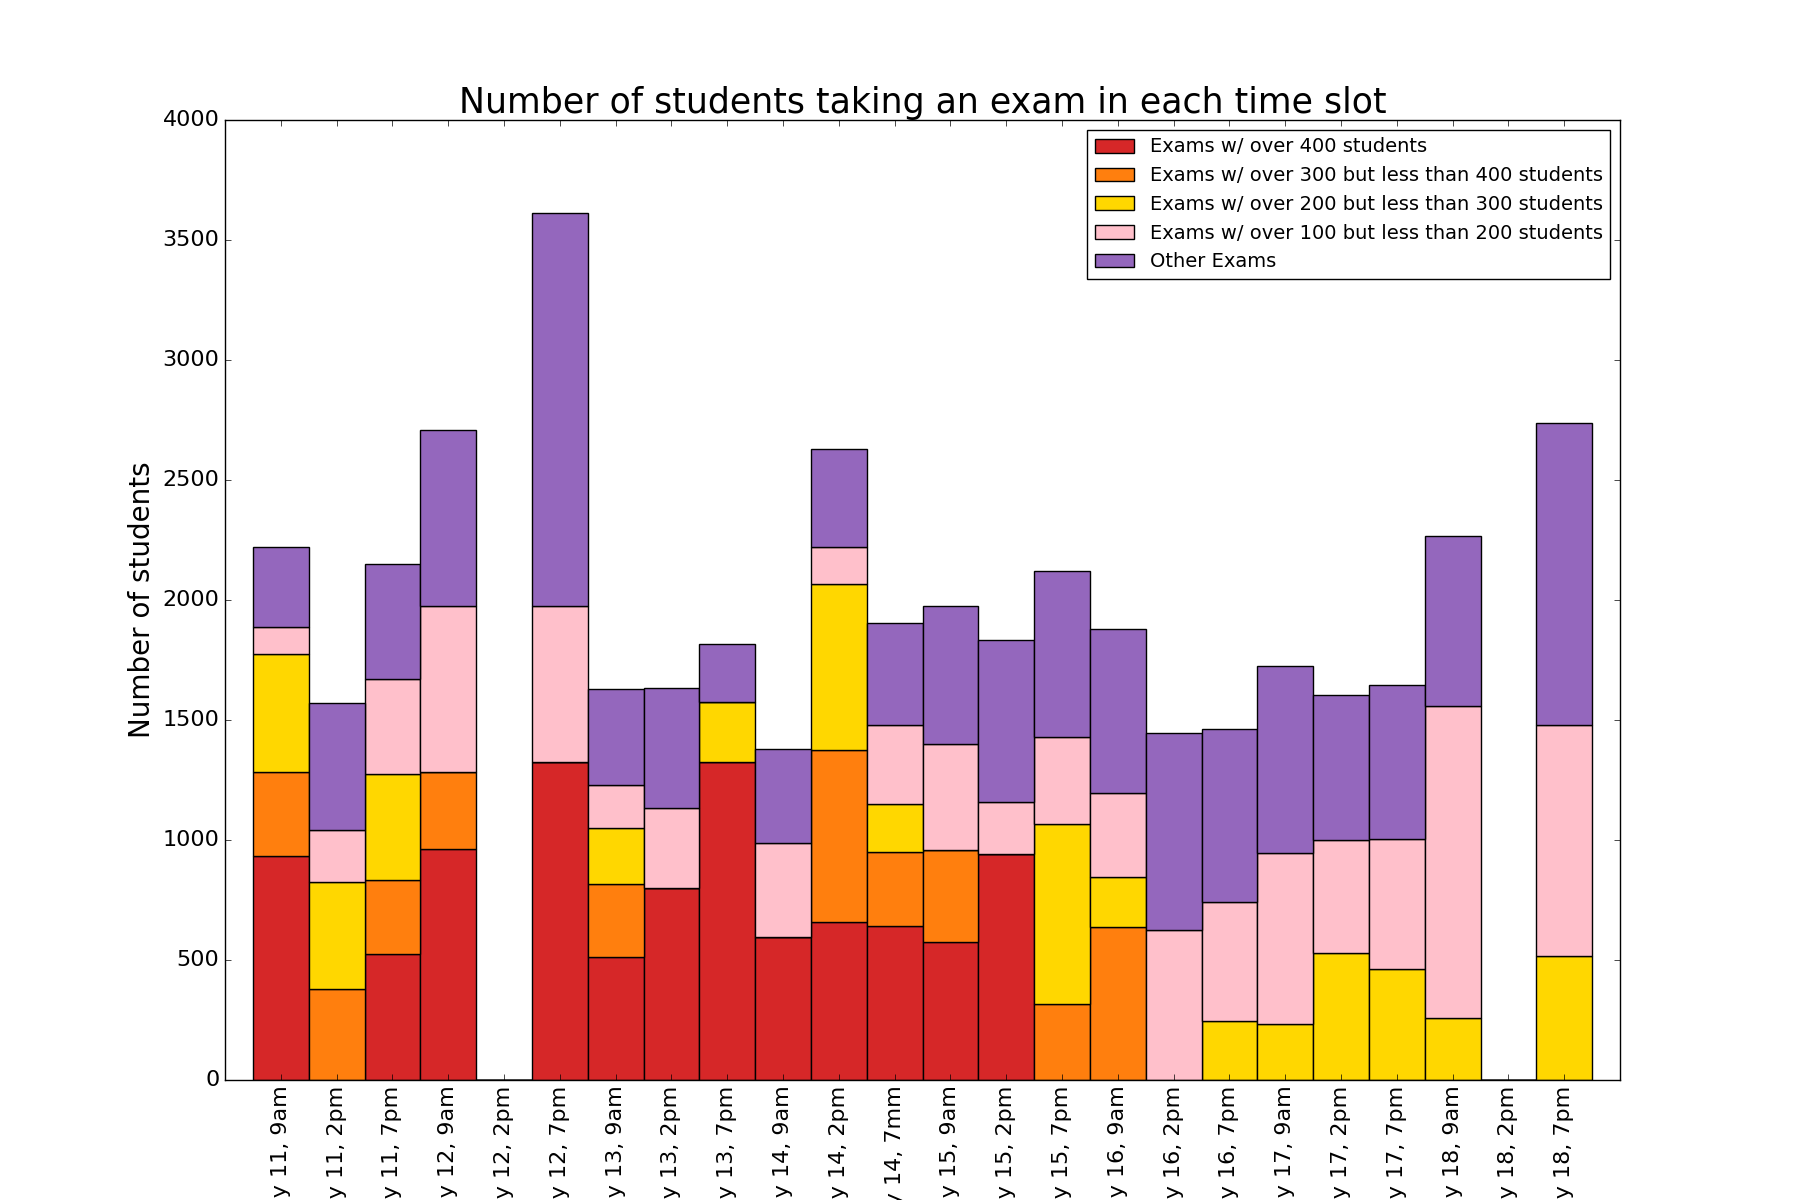 Number of students taking an exam in each time slot
Number of students
4000
3500
3000
2500
2000
1500
1000
500
0
Exams w/ over 400 students
Exams w/ over 300 but less than 400 students
Exams w/ over 200 but less than 300 students
Exams w/ over 100 but less than 200 students
Other Exams
y 11, 9am
y 11, 2pm
y 11, 7pm
y 12, 9am
y 12, 2pm
y 12, 7pm
y 13, 9am
y 13, 2pm
y 13, 7pm
y 14, 9am
y 14, 2pm
y 14, 7mm
y 15, 9am
y 15, 2pm
y 15, 7pm
y 16, 9am
y 16, 2pm
y 16, 7pm
y 17, 9am
y 17, 2pm
y 17, 7pm
y 18, 9am
y 18, 2pm
y 18, 7pm